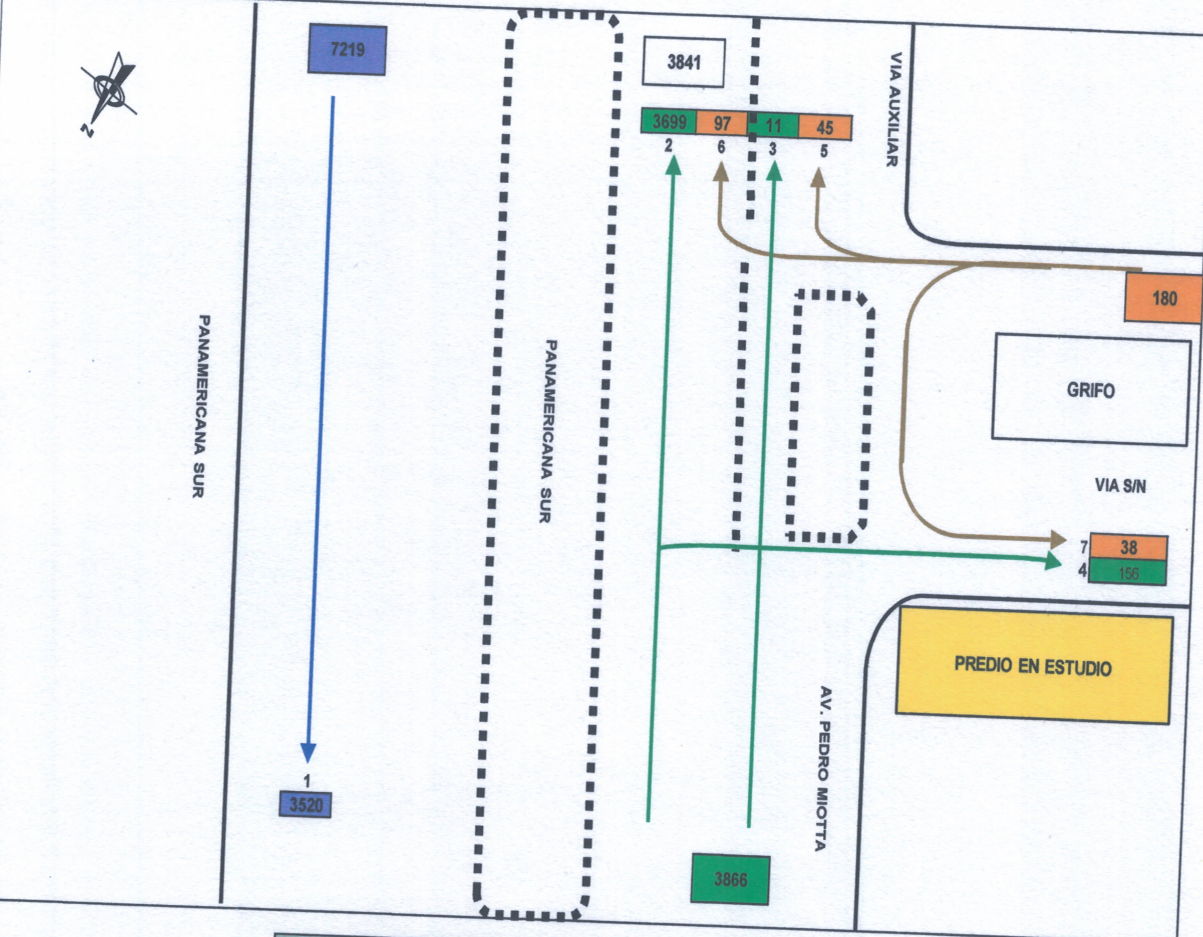 7219
3841
VIA AUXILIAR
3699 97 11 45
2 6 3 5
Z
180
PANAMERICANA SUR
PANAMERICANA SUR
GRIFO
VIA S/N
7 38
4 156
PREDIO EN ESTUDIO
AV. PEDRO MIOTTA
1
3520
3866